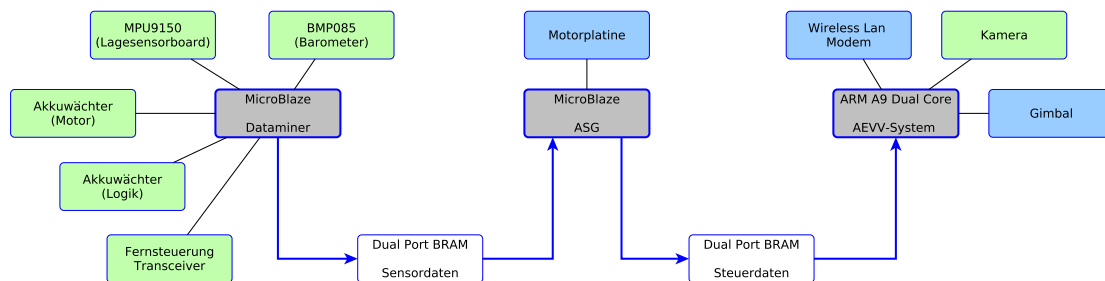 MPU9150
(Lagesensorboard)
BMP085
(Barometer)
Motorplatine
Wireless Lan
Modem
Kamera
Akkuwächter
(Motor)
MicroBlaze
Dataminer
MicroBlaze
ASG
ARM A9 Dual Core
AEVV-System
Gimbal
Akkuwächter
(Logik)
Fernsteuerung
Transceiver
Dual Port BRAM
Sensordaten
Dual Port BRAM
Steuerdaten